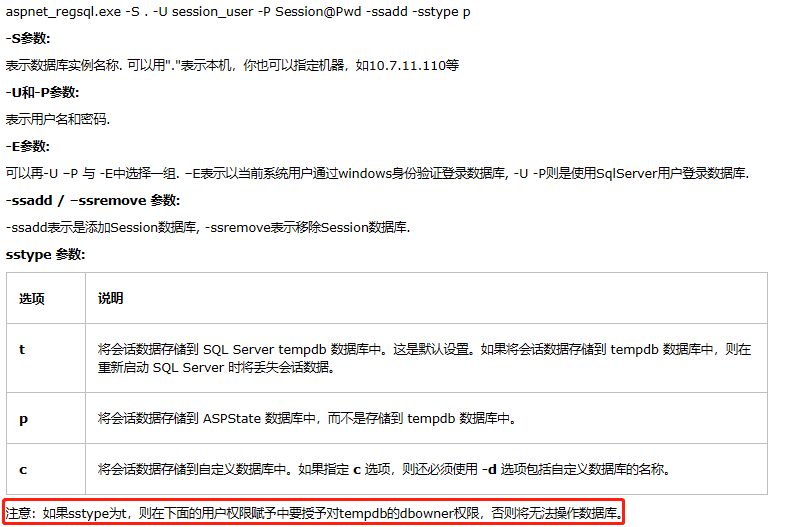 aspnet_regsql.exe -S . -U session_user -P Session@Pwd -ssadd -sstype p
-S参数:
表示数据库实例名称. 可以用"."表示本机，你也可以指定机器，如10.7.11.110等
-U和-P参数:
表示用户名和密码.
-E参数:
可以再-U –P 与 -E中选择一组. –E表示以当前系统用户通过windows身份验证登录数据库, -U -P则是使用SqlServer用户登录数据库.
-ssadd / –ssremove 参数:
-ssadd表示是添加Session数据库, -ssremove表示移除Session数据库.
sstype 参数:
选项 说明
t 将会话数据存储到 SQL Server tempdb 数据库中。这是默认设置。如果将会话数据存储到 tempdb 数据库中，则在
重新启动 SQL Server 时将丢失会话数据。
p 将会话数据存储到 ASPState 数据库中，而不是存储到 tempdb 数据库中。
c 将会话数据存储到自定义数据库中。如果指定 c 选项，则还必须使用 -d 选项包括自定义数据库的名称。
注意：如果sstype为t，则在下面的用户权限赋予中要授予对tempdb的dbowner权限，否则将无法操作数据库。